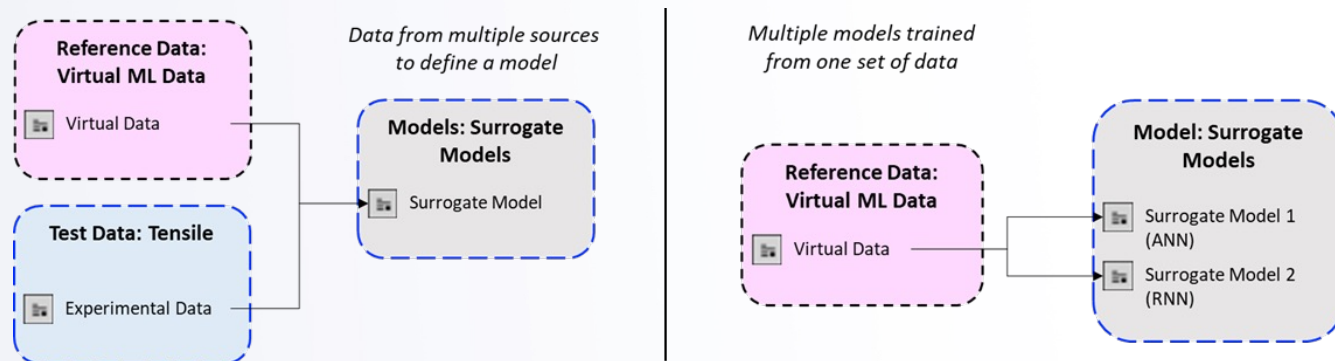 Reference Data:
Virtual ML Data
Virtual Data
Data from multiple sources
to define a model
Models: Surrogate
Models
Surrogate Model
Test Data: Tensile
Experimental Data
Multiple models trained
from one set of data
Reference Data:
Virtual ML Data
Virtual Data
Model: Surrogate
Models
Surrogate Model 1
(ANN)
Surrogate Model 2
(RNN)